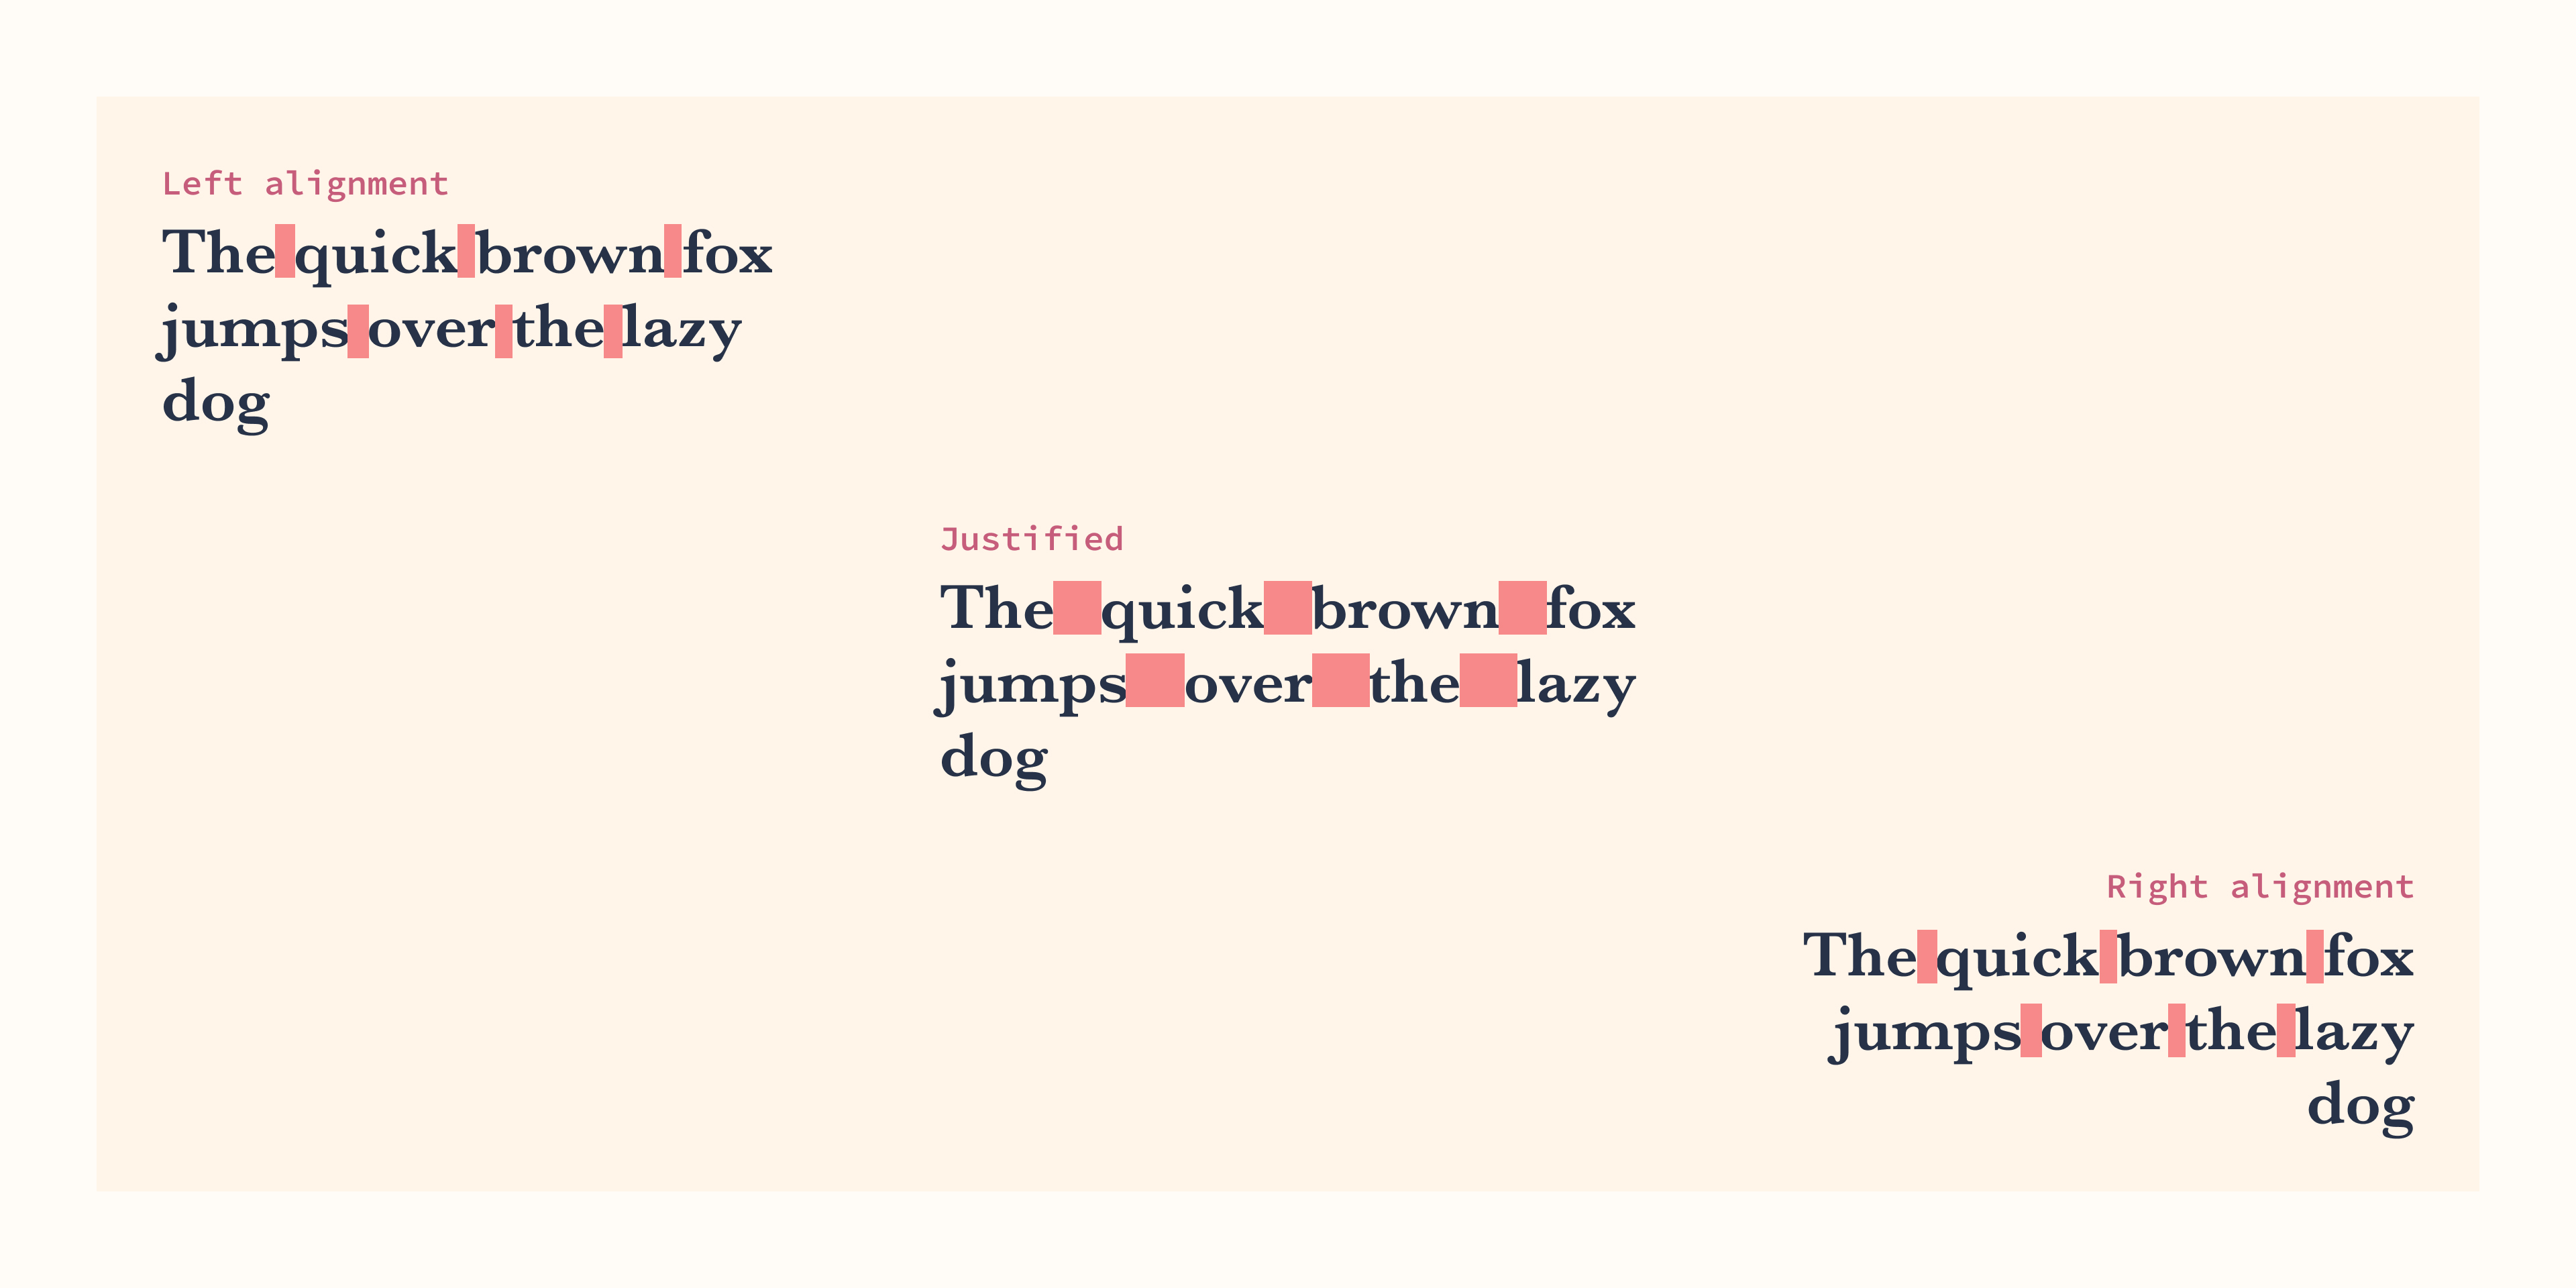 Left alignment
The quick brown fox
jumps over the lazy
dog
Justified
The quick brown fox
jumps over the lazy
dog
Right alignment
The quick brown fox
jumps over the lazy
dog